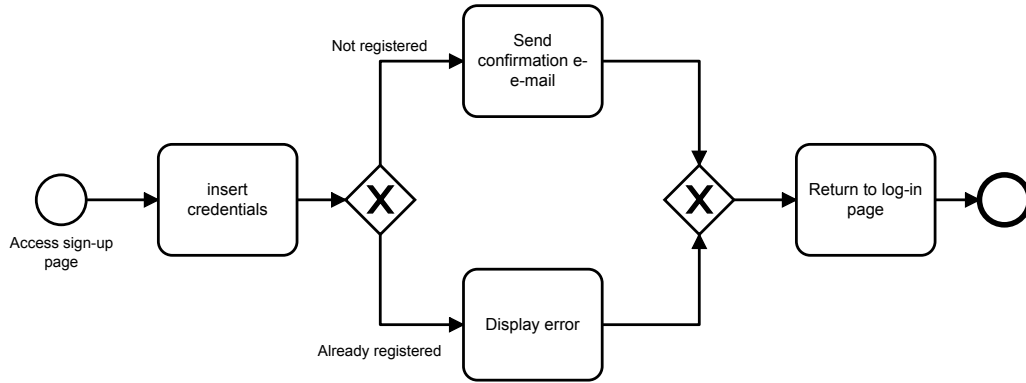 Access sign-up
page
insert
credentials
Not registered
Send
confirmation e-
e-mail
Already registered
Display error
Return to log-in
page